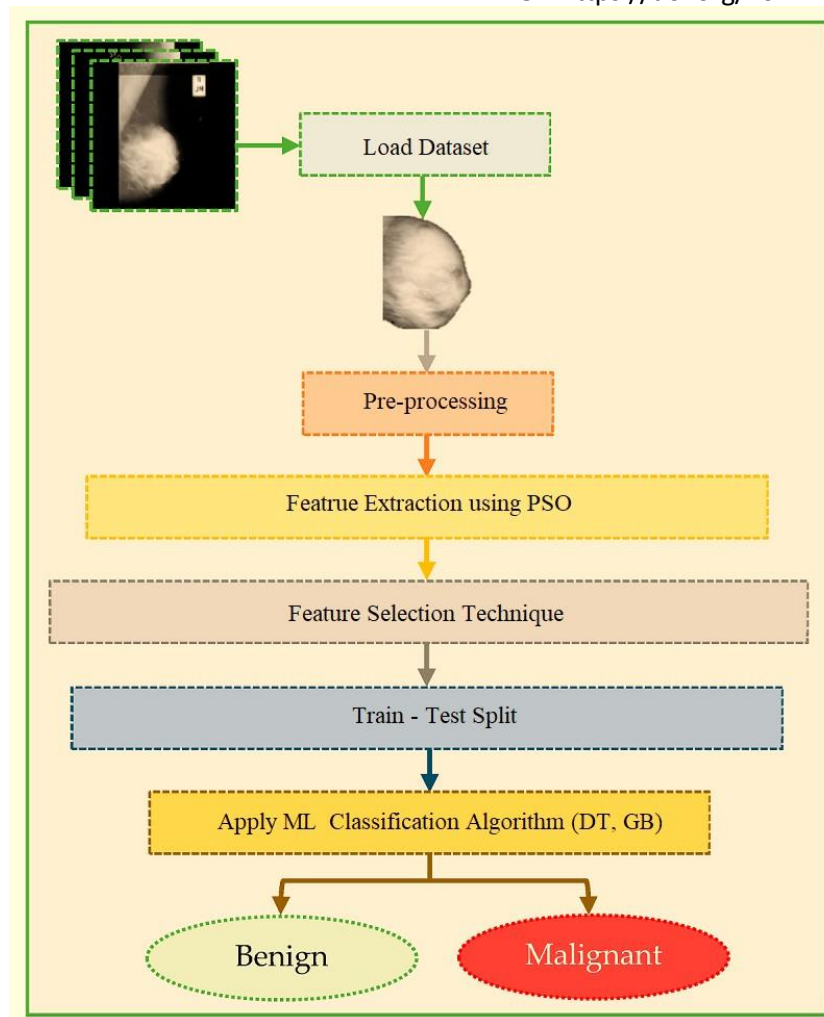 Load Dataset
Pre-processing
Featrue Extraction using PSO
Feature Selection Technique
Train - Test Split
Apply ML Classification Algorithm (DT, GB)
Benign
Malignant